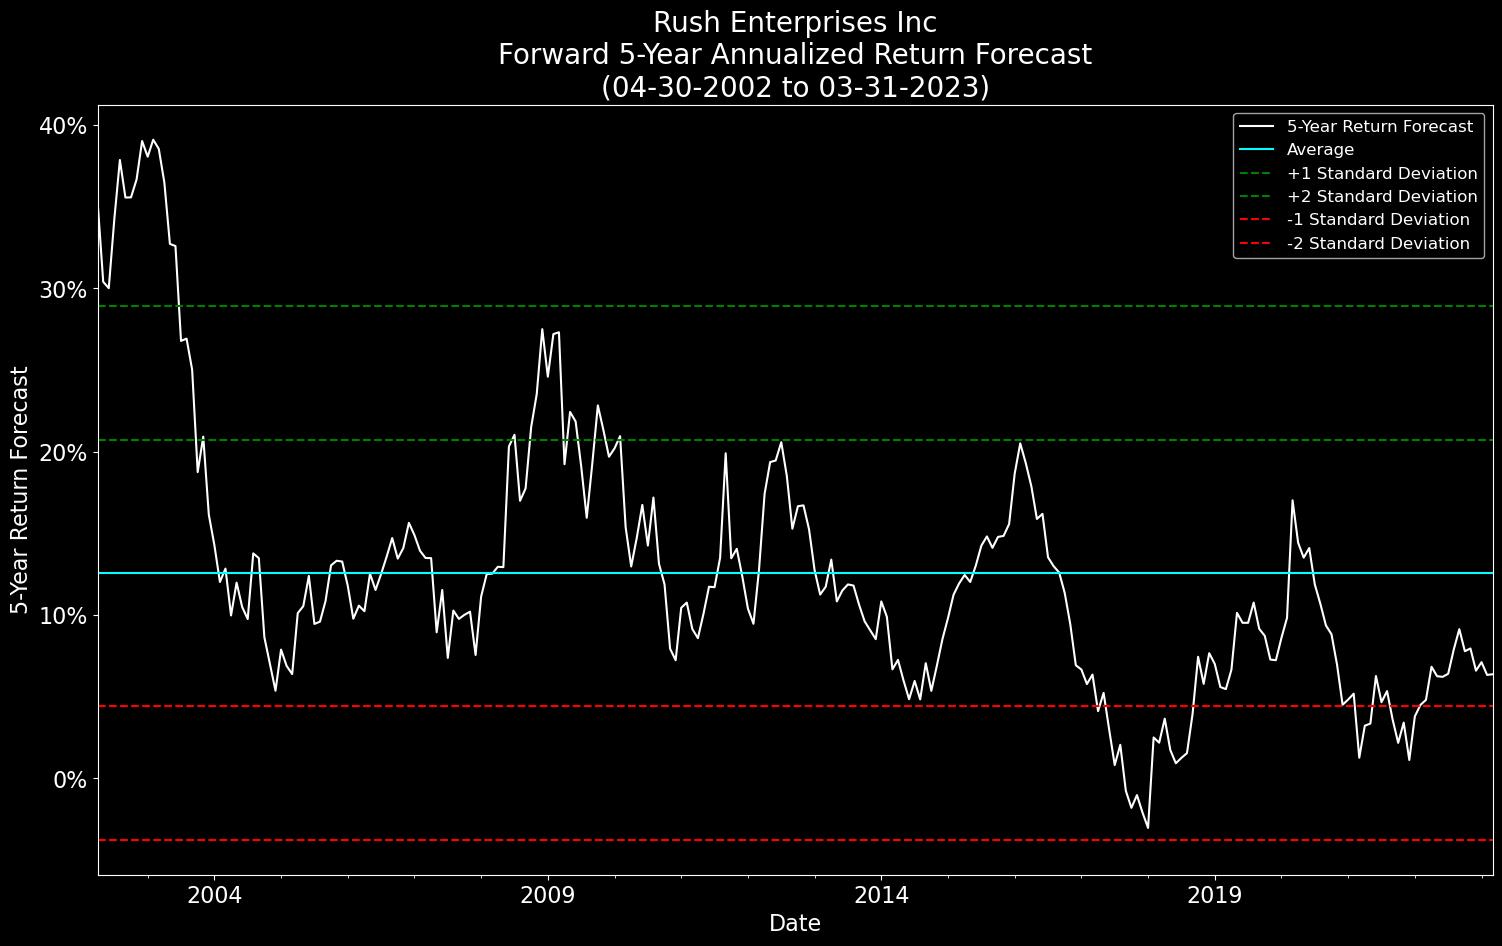 Rush Enterprises Inc
Forward 5-Year Annualized Return Forecast
(04-30-2002 to 03-31-2023)
5-Year Return Forecast
Average
+1 Standard Deviation
+2 Standard Deviation
-1 Standard Deviation
-2 Standard Deviation
40%
30%
20%
10%
0%
5-Year Return Forecast
2004 2009 2014 2019
Date